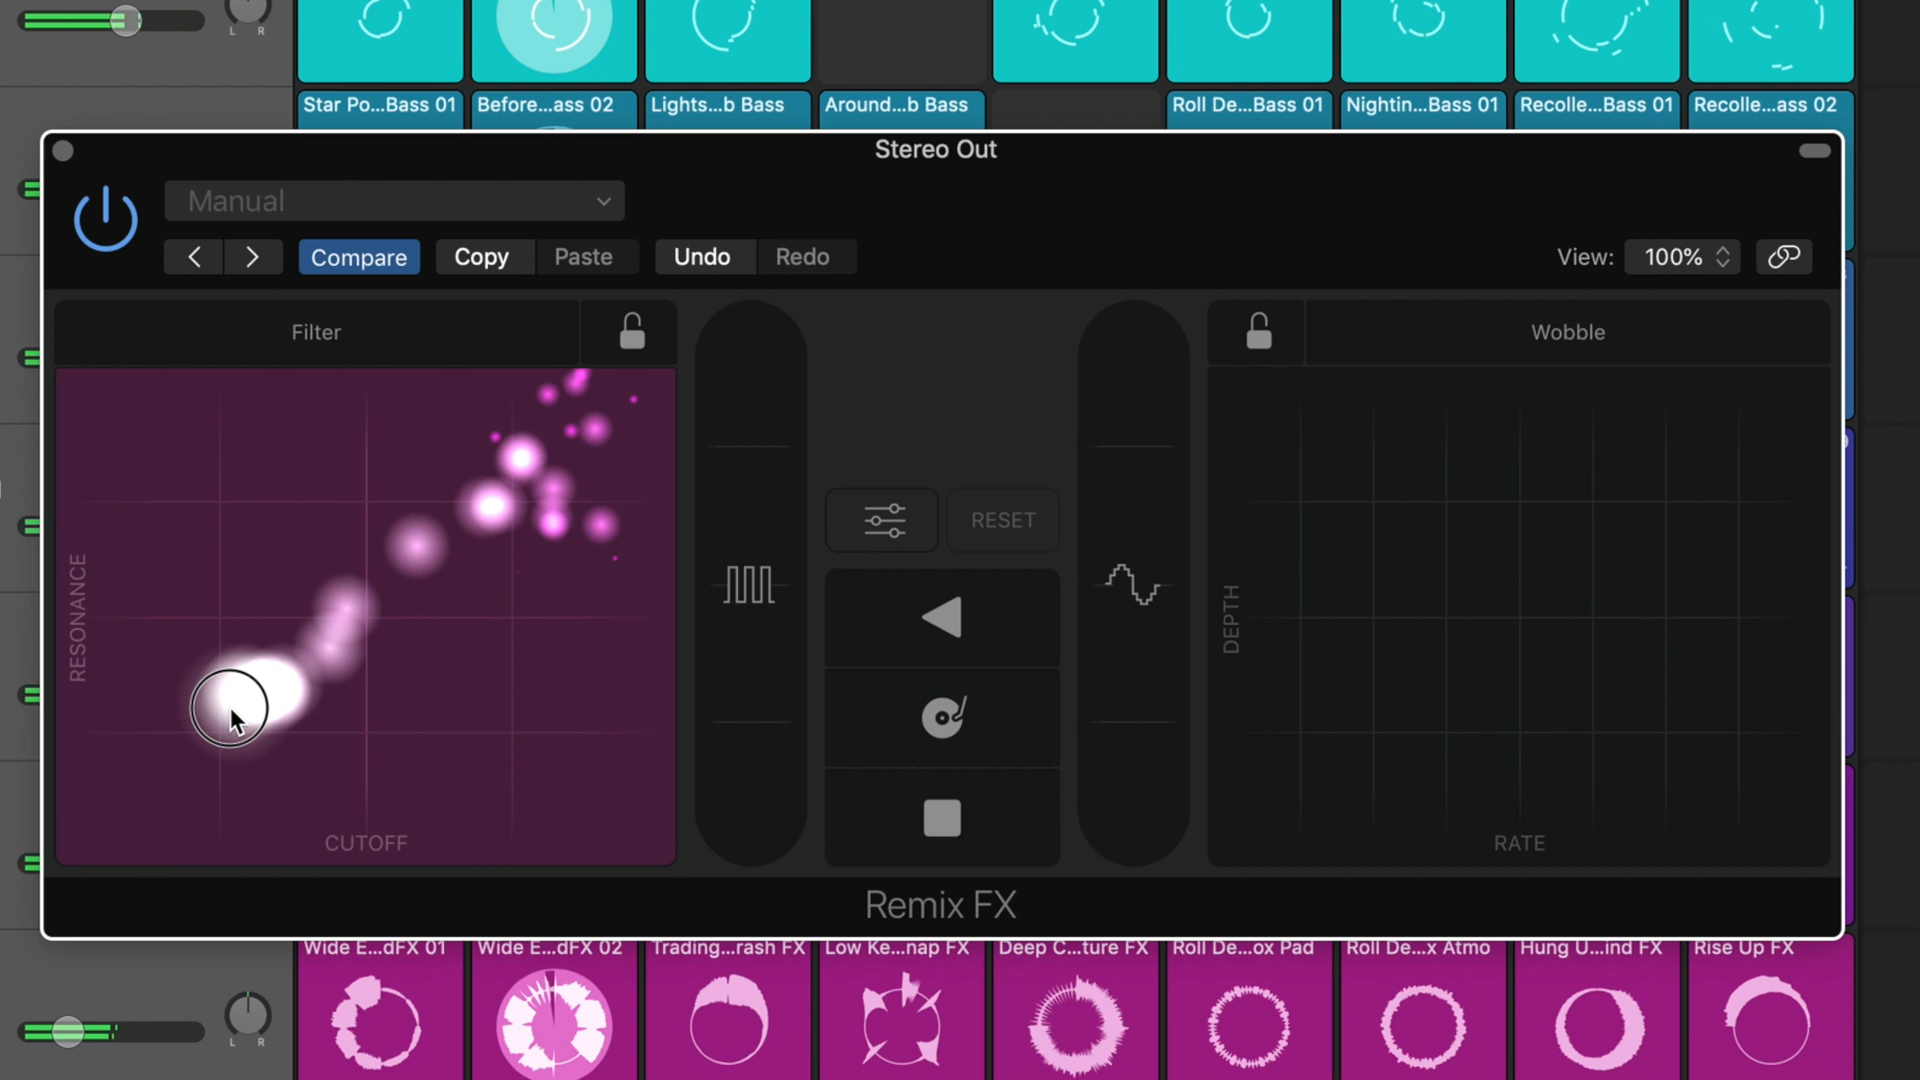 L R
Star Po...Bass 01
Before...ass 02
Lights...b Bass
Around...b Bass
Roll De...Bass 01
Nightin...Bass 01
Recolle...Bass 01
Recolle...ass 02
Stereo Out
Manual
Compare
Copy
Paste
Undo
Redo
View:
100%
Filter
Wobble
RESONANCE
CUTOFF
RESET
DEPTH
RATE
Remix FX
Wide E...dFX 01
Wide E...dFX 02
Trading...rash FX
Low Ke...nap FX
Deep C...ture FX
Roll De...ox Pad
Roll De...x Atmo
Hung U...ind FX
Rise Up FX
L R